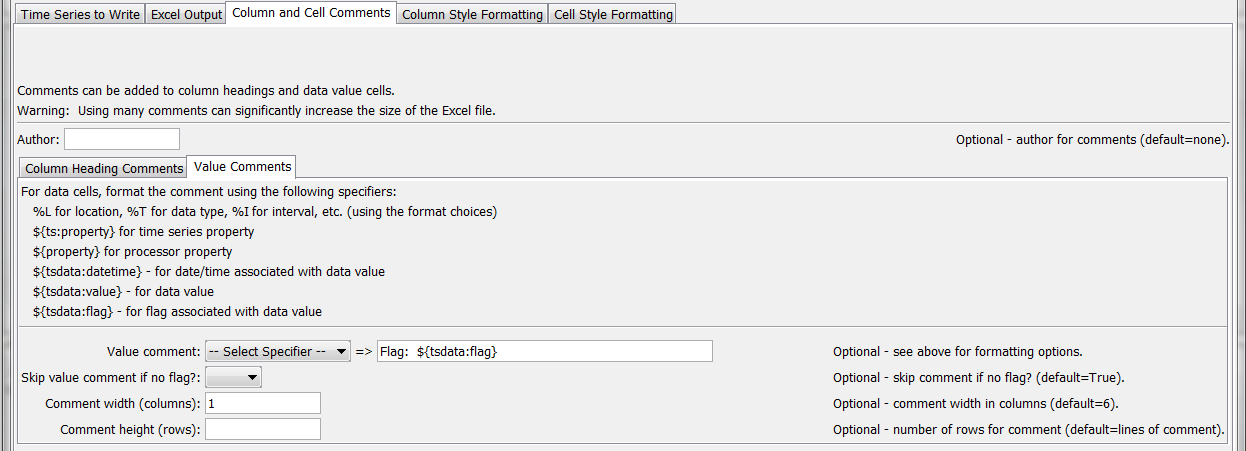 Time Series to Write Excel Output Column and Cell Comments Column Style Formatting Cell Style Formatting
Comments can be added to column headings and data value cells.
Warning:  Using many comments can significantly increase the size of the Excel file.
Author: Optional - author for comments (default=none).
Column Heading Comments Value Comments
For data cells, format the comment using the following specifiers:
%L for location, %T for data type, %I for interval, etc. (using the format choices)
${ts:property} for time series property
${property} for processor property
${tsdata:datetime} - for date/time associated with data value
${tsdata:value} - for data value
${tsdata:flag} - for flag associated with data value
Value comment: -- Select Specifier -- => Flag:  ${tsdata:flag} Optional - see above for formatting options.
Skip value comment if no flag?: Optional - skip comment if no flag? (default=True).
Comment width (columns): 1 Optional - comment width in columns (default=6).
Comment height (rows): Optional - number of rows for comment (default=lines of comment).